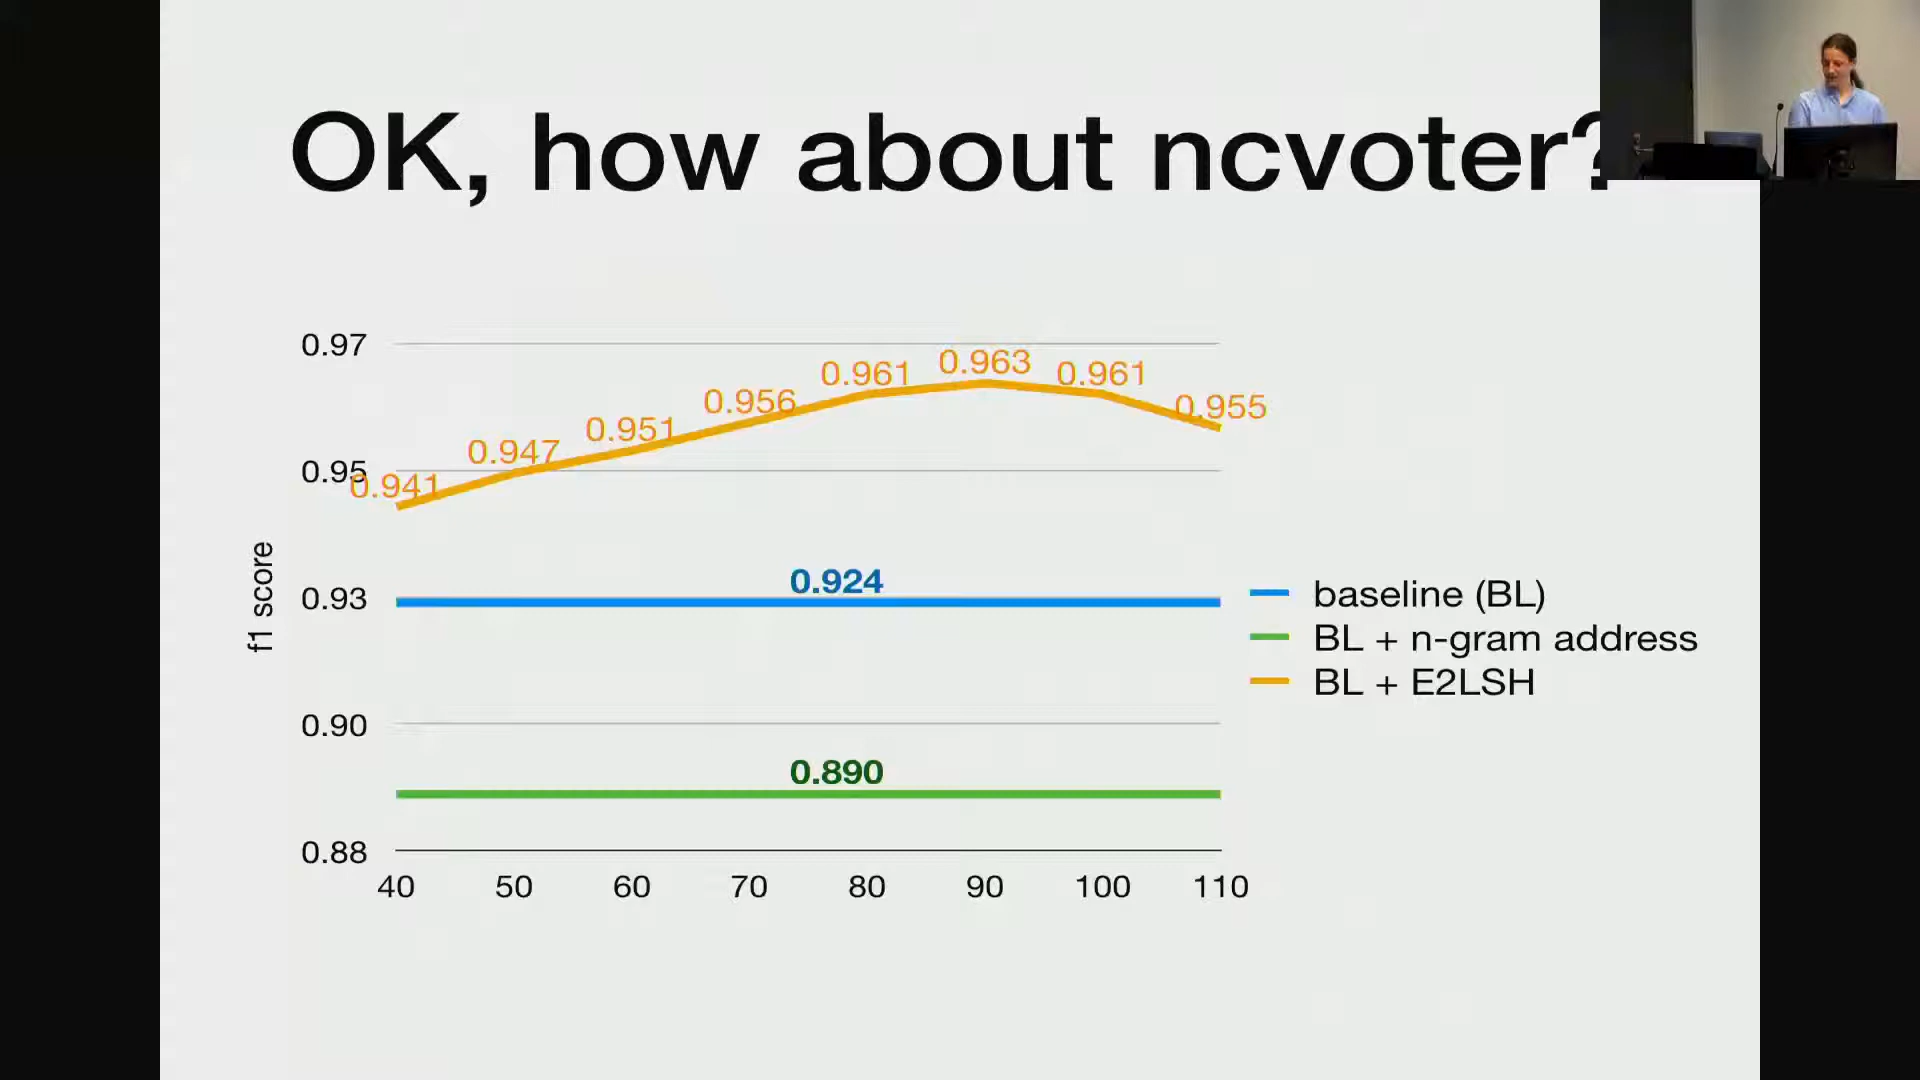 OK, how about ncvoter?
0.97
0.95
0.93
0.90
0.88
f1 score
0.941
0.947
0.951
0.956
0.961
0.963
0.961
0.955
0.924
0.890
40 50 60 70 80 90 100 110
baseline (BL)
BL + n-gram address
BL + E2LSH